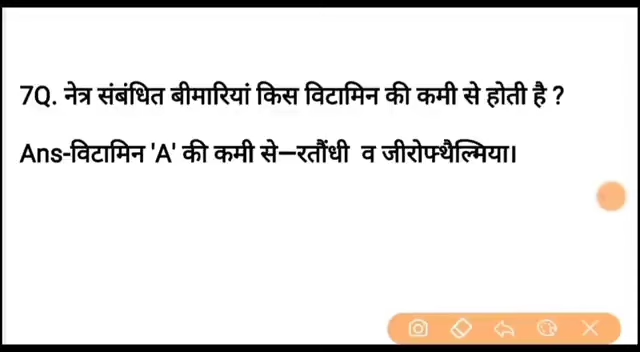 7Q. नेत्र संबंधित बीमारियां किस विटामिन की कमी से होती है ?
Ans-विटामिन 'A' की कमी से—रतौंधी व जीरोफ्थैल्मिया।